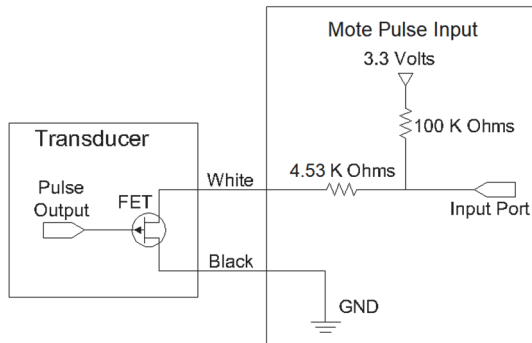 Mote Pulse Input
3.3 Volts
100 K Ohms
Transducer
4.53 K Ohms
White
Pulse
Output
FET
Input Port
Black
GND